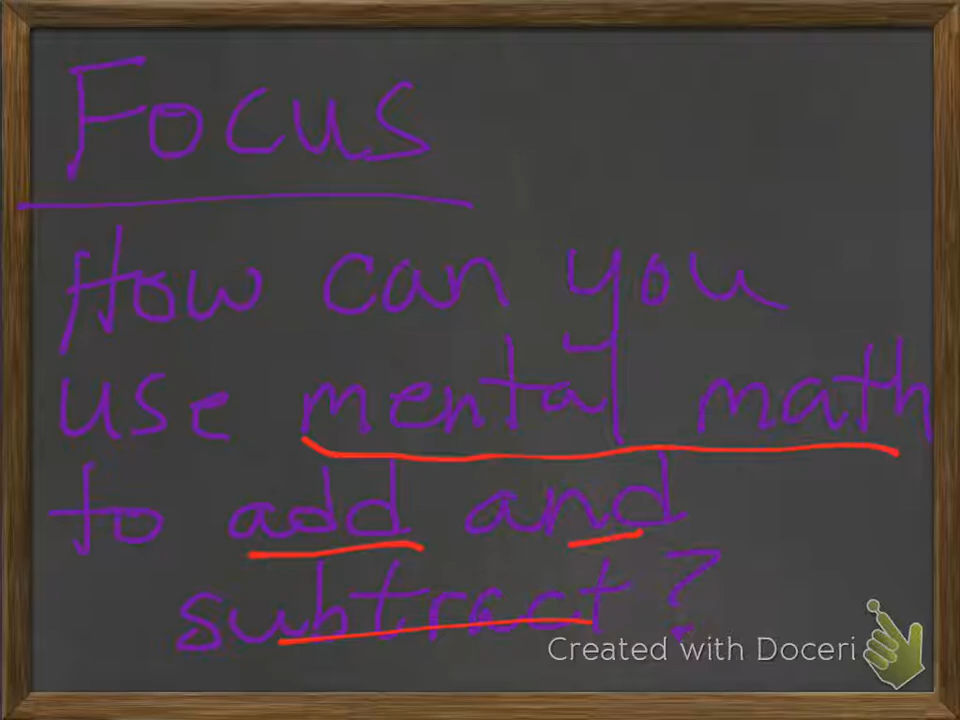 Focus
How can you
use mental math
to add and
subtract?
Created with Doceri